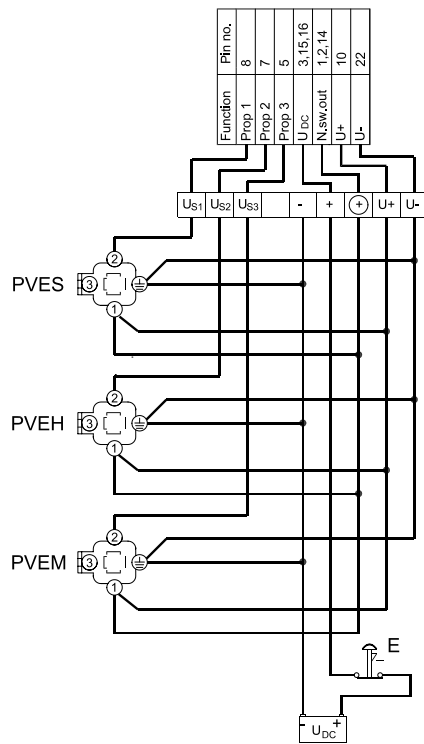 Function Pin no.
Prop 1 8
Prop 2 7
Prop 3 5
UDC 3,15,16
N.sw.out 1,2,14
U+ 10
U- 22
US1 US2 US3 - + + U+ U-
2
PVES 3
1
2
PVEH 3
1
2
PVEM 3
1
E
- UDC +